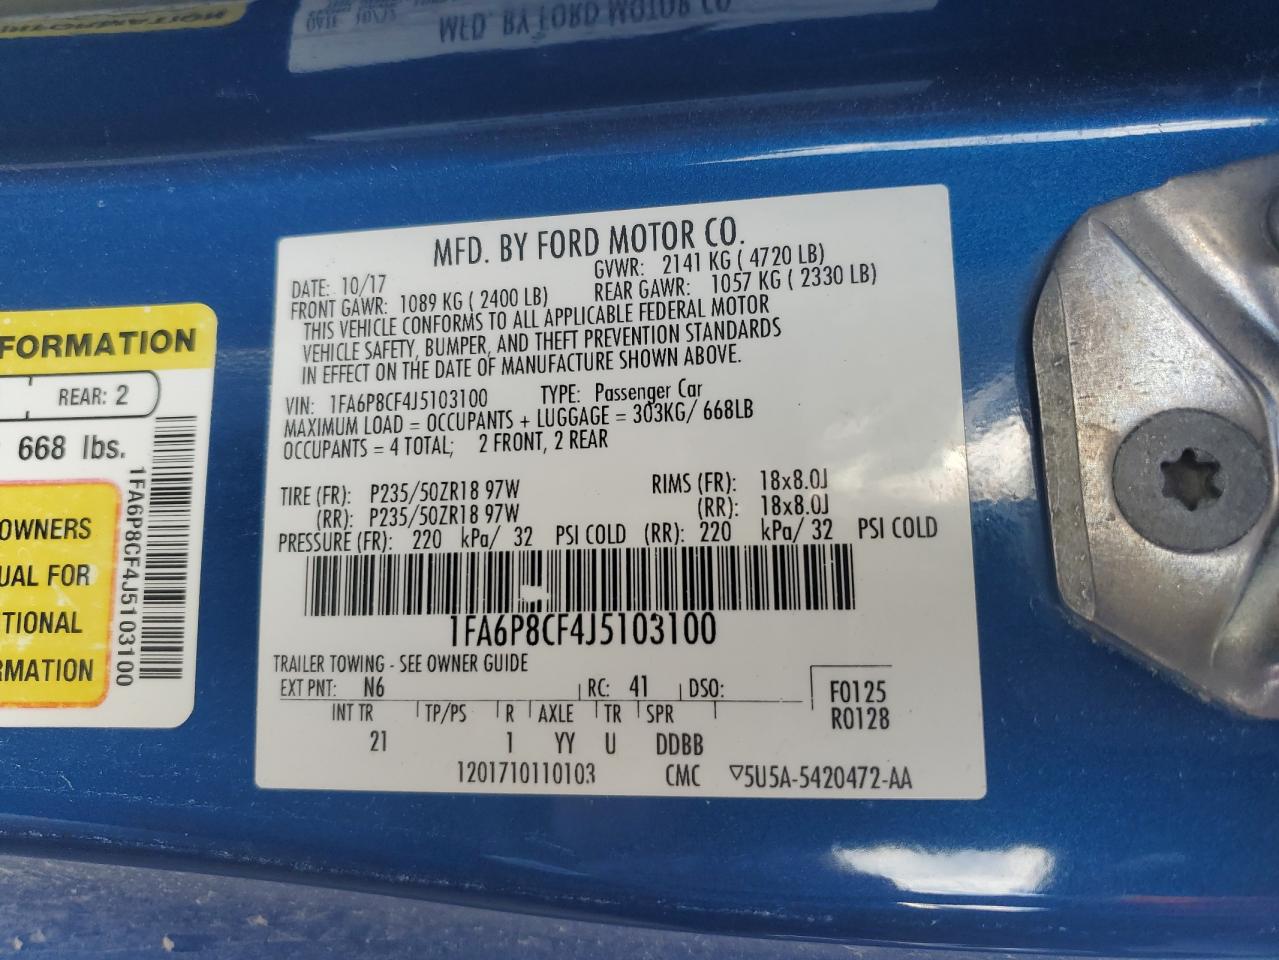 MFD. BY FORD MOTOR CO
DATE: 10/17
MFD. BY FORD MOTOR CO.
DATE: 10/17 GVWR: 2141 KG ( 4720 LB)
FRONT GAWR: 1089 KG ( 2400 LB) REAR GAWR: 1057 KG ( 2330 LB)
THIS VEHICLE CONFORMS TO ALL APPLICABLE FEDERAL MOTOR
VEHICLE SAFETY, BUMPER, AND THEFT PREVENTION STANDARDS
IN EFFECT ON THE DATE OF MANUFACTURE SHOWN ABOVE.
VIN: 1FA6P8CF4J5103100 TYPE: Passenger Car
MAXIMUM LOAD = OCCUPANTS + LUGGAGE = 303KG/ 668LB
OCCUPANTS = 4 TOTAL; 2 FRONT, 2 REAR
TIRE (FR): P235/50ZR18 97W RIMS (FR): 18x8.0J
(RR): P235/50ZR18 97W (RR): 18x8.0J
PRESSURE (FR): 220 kPa/ 32 PSI COLD (RR): 220 kPa/ 32 PSI COLD
1FA6P8CF4J5103100
TRAILER TOWING - SEE OWNER GUIDE
EXT PNT: N6 RC: 41 DSO: F0125
INT TR TP/PS R AXLE TR SPR R0128
21 1 YY U DDBB
1201710110103 CMC ▽5U5A-5420472-AA
FORMATION
REAR: 2
668 lbs.
OWNERS
UAL FOR
TIONAL
RMATION
1FA6P8CF4J5103100